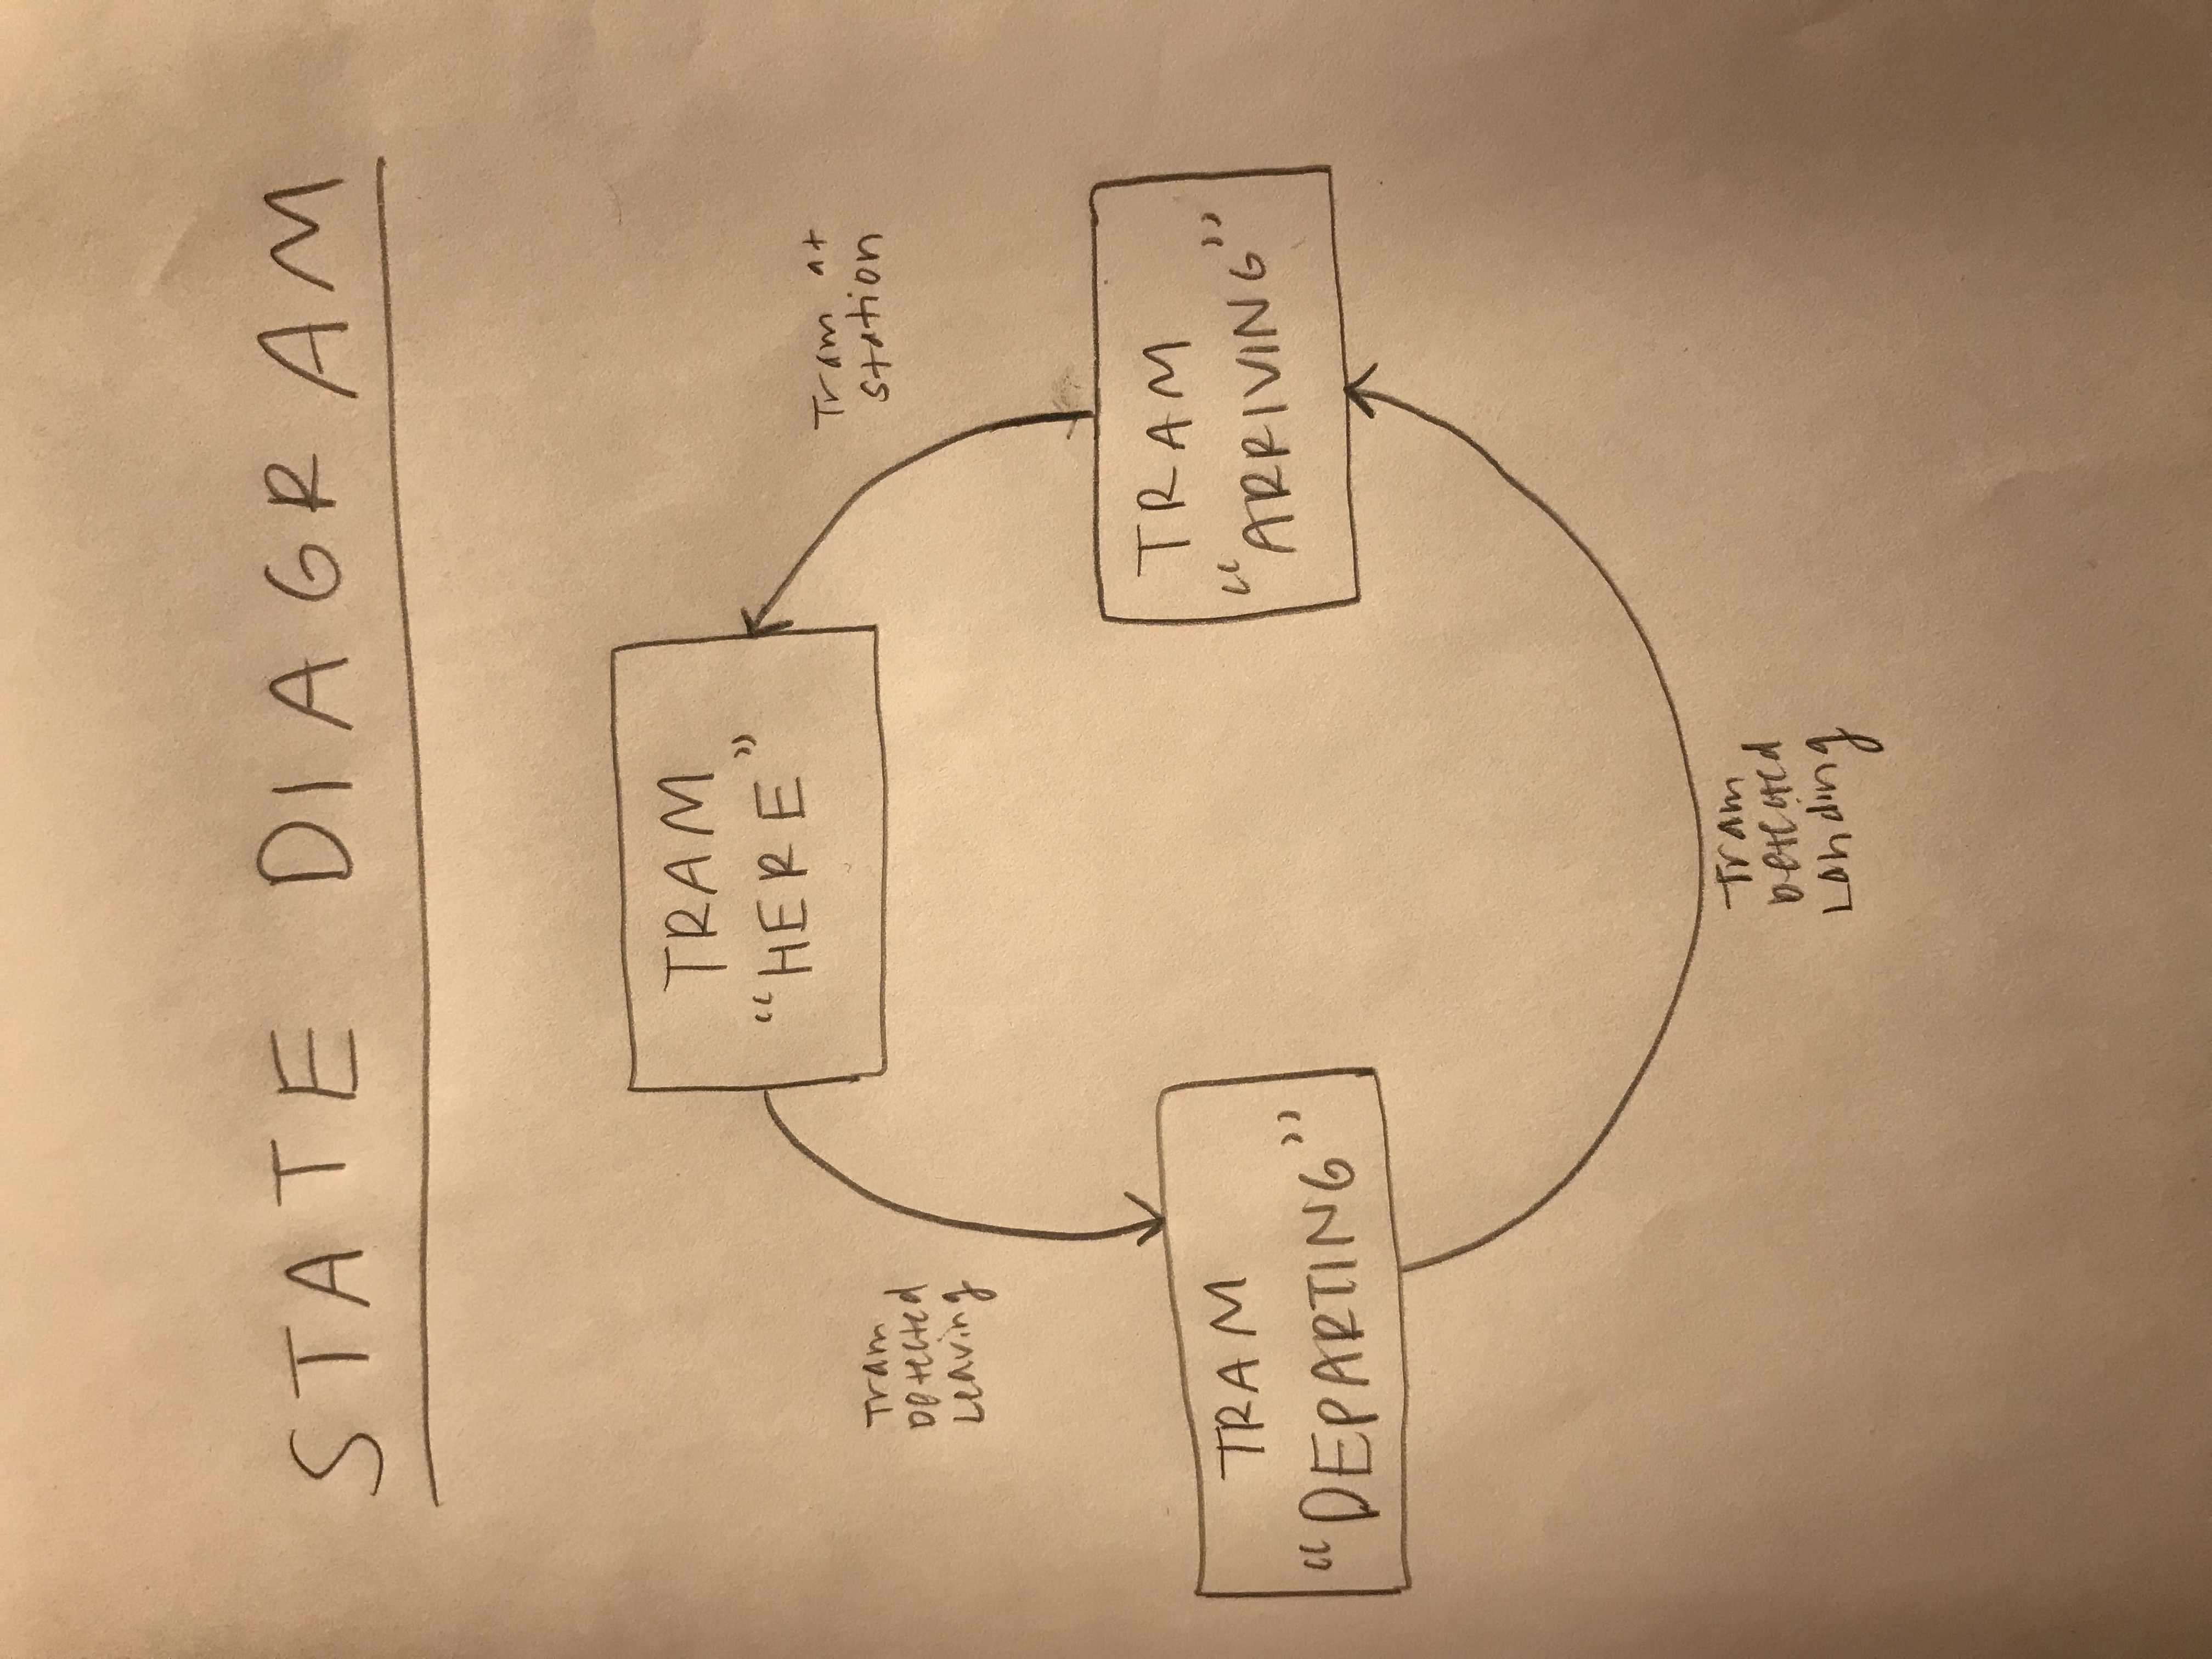 STATE DIAGRAM
TRAM
“HERE”
Tram
Detected
Leaving
Tram at
station
TRAM
“DEPARTING”
TRAM
“ARRIVING”
Tram
Detected
Landing